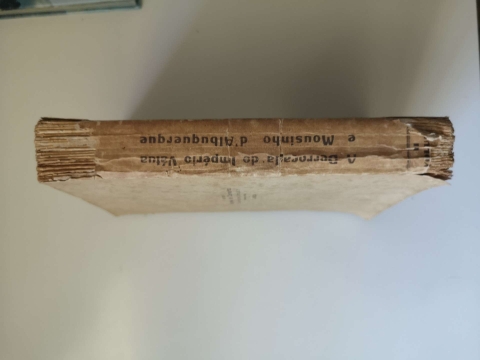 A Derrocada do Império Vátua
e Mousinho d'Albuquerque